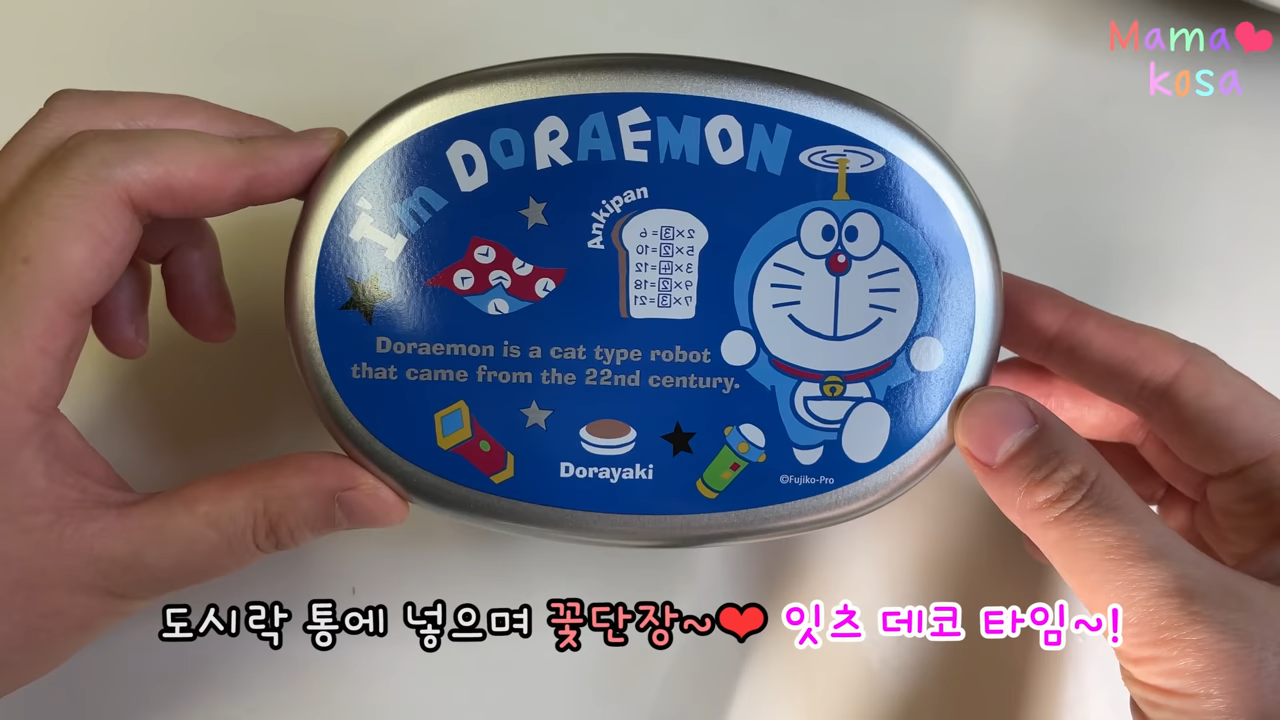 Mama❤
kosa
I'm DORAEMON
Ankipan
2×3=6
5×2=10
3×4=12
9×2=18
7×3=21
Doraemon is a cat type robot
that came from the 22nd century.
Dorayaki
©Fujiko-Pro
도시락 통에 넣으며 꽃단장~❤ 잇츠 데코 타임~!